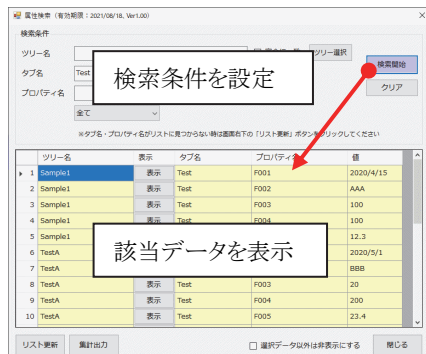 属性検索（有効期限：2021/06/18、Ver1.00）
検索条件
ツリー名
ツリー選択
検索開始
タブ名 Test
クリア
プロパティ名
全て
検索条件を設定
※タブ名・プロパティ名がリストに見つからない時は画面右下の「リスト更新」ボタンをクリックしてください
ツリー名 表示 タブ名 プロパティ名 値
1 Sample1 表示 Test F001 2020/4/15
2 Sample1 表示 Test F002 AAA
3 Sample1 表示 Test F003 100
4 Sample1 表示 Test F004 100
5 Sample1 12.3
6 TestA 2020/5/1
7 TestA BBB
該当データを表示
8 TestA 表示 Test F003 20
9 TestA 表示 Test F004 200
10 TestA 表示 Test F005 23.4
リスト更新 集計出力 選択データ以外は非表示にする 閉じる